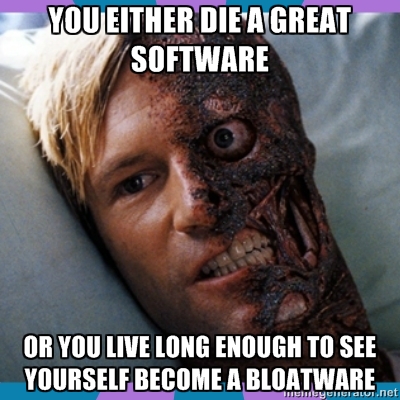 YOU EITHER DIE A GREAT
SOFTWARE
OR YOU LIVE LONG ENOUGH TO SEE
YOURSELF BECOME A BLOATWARE
memegenerator.net